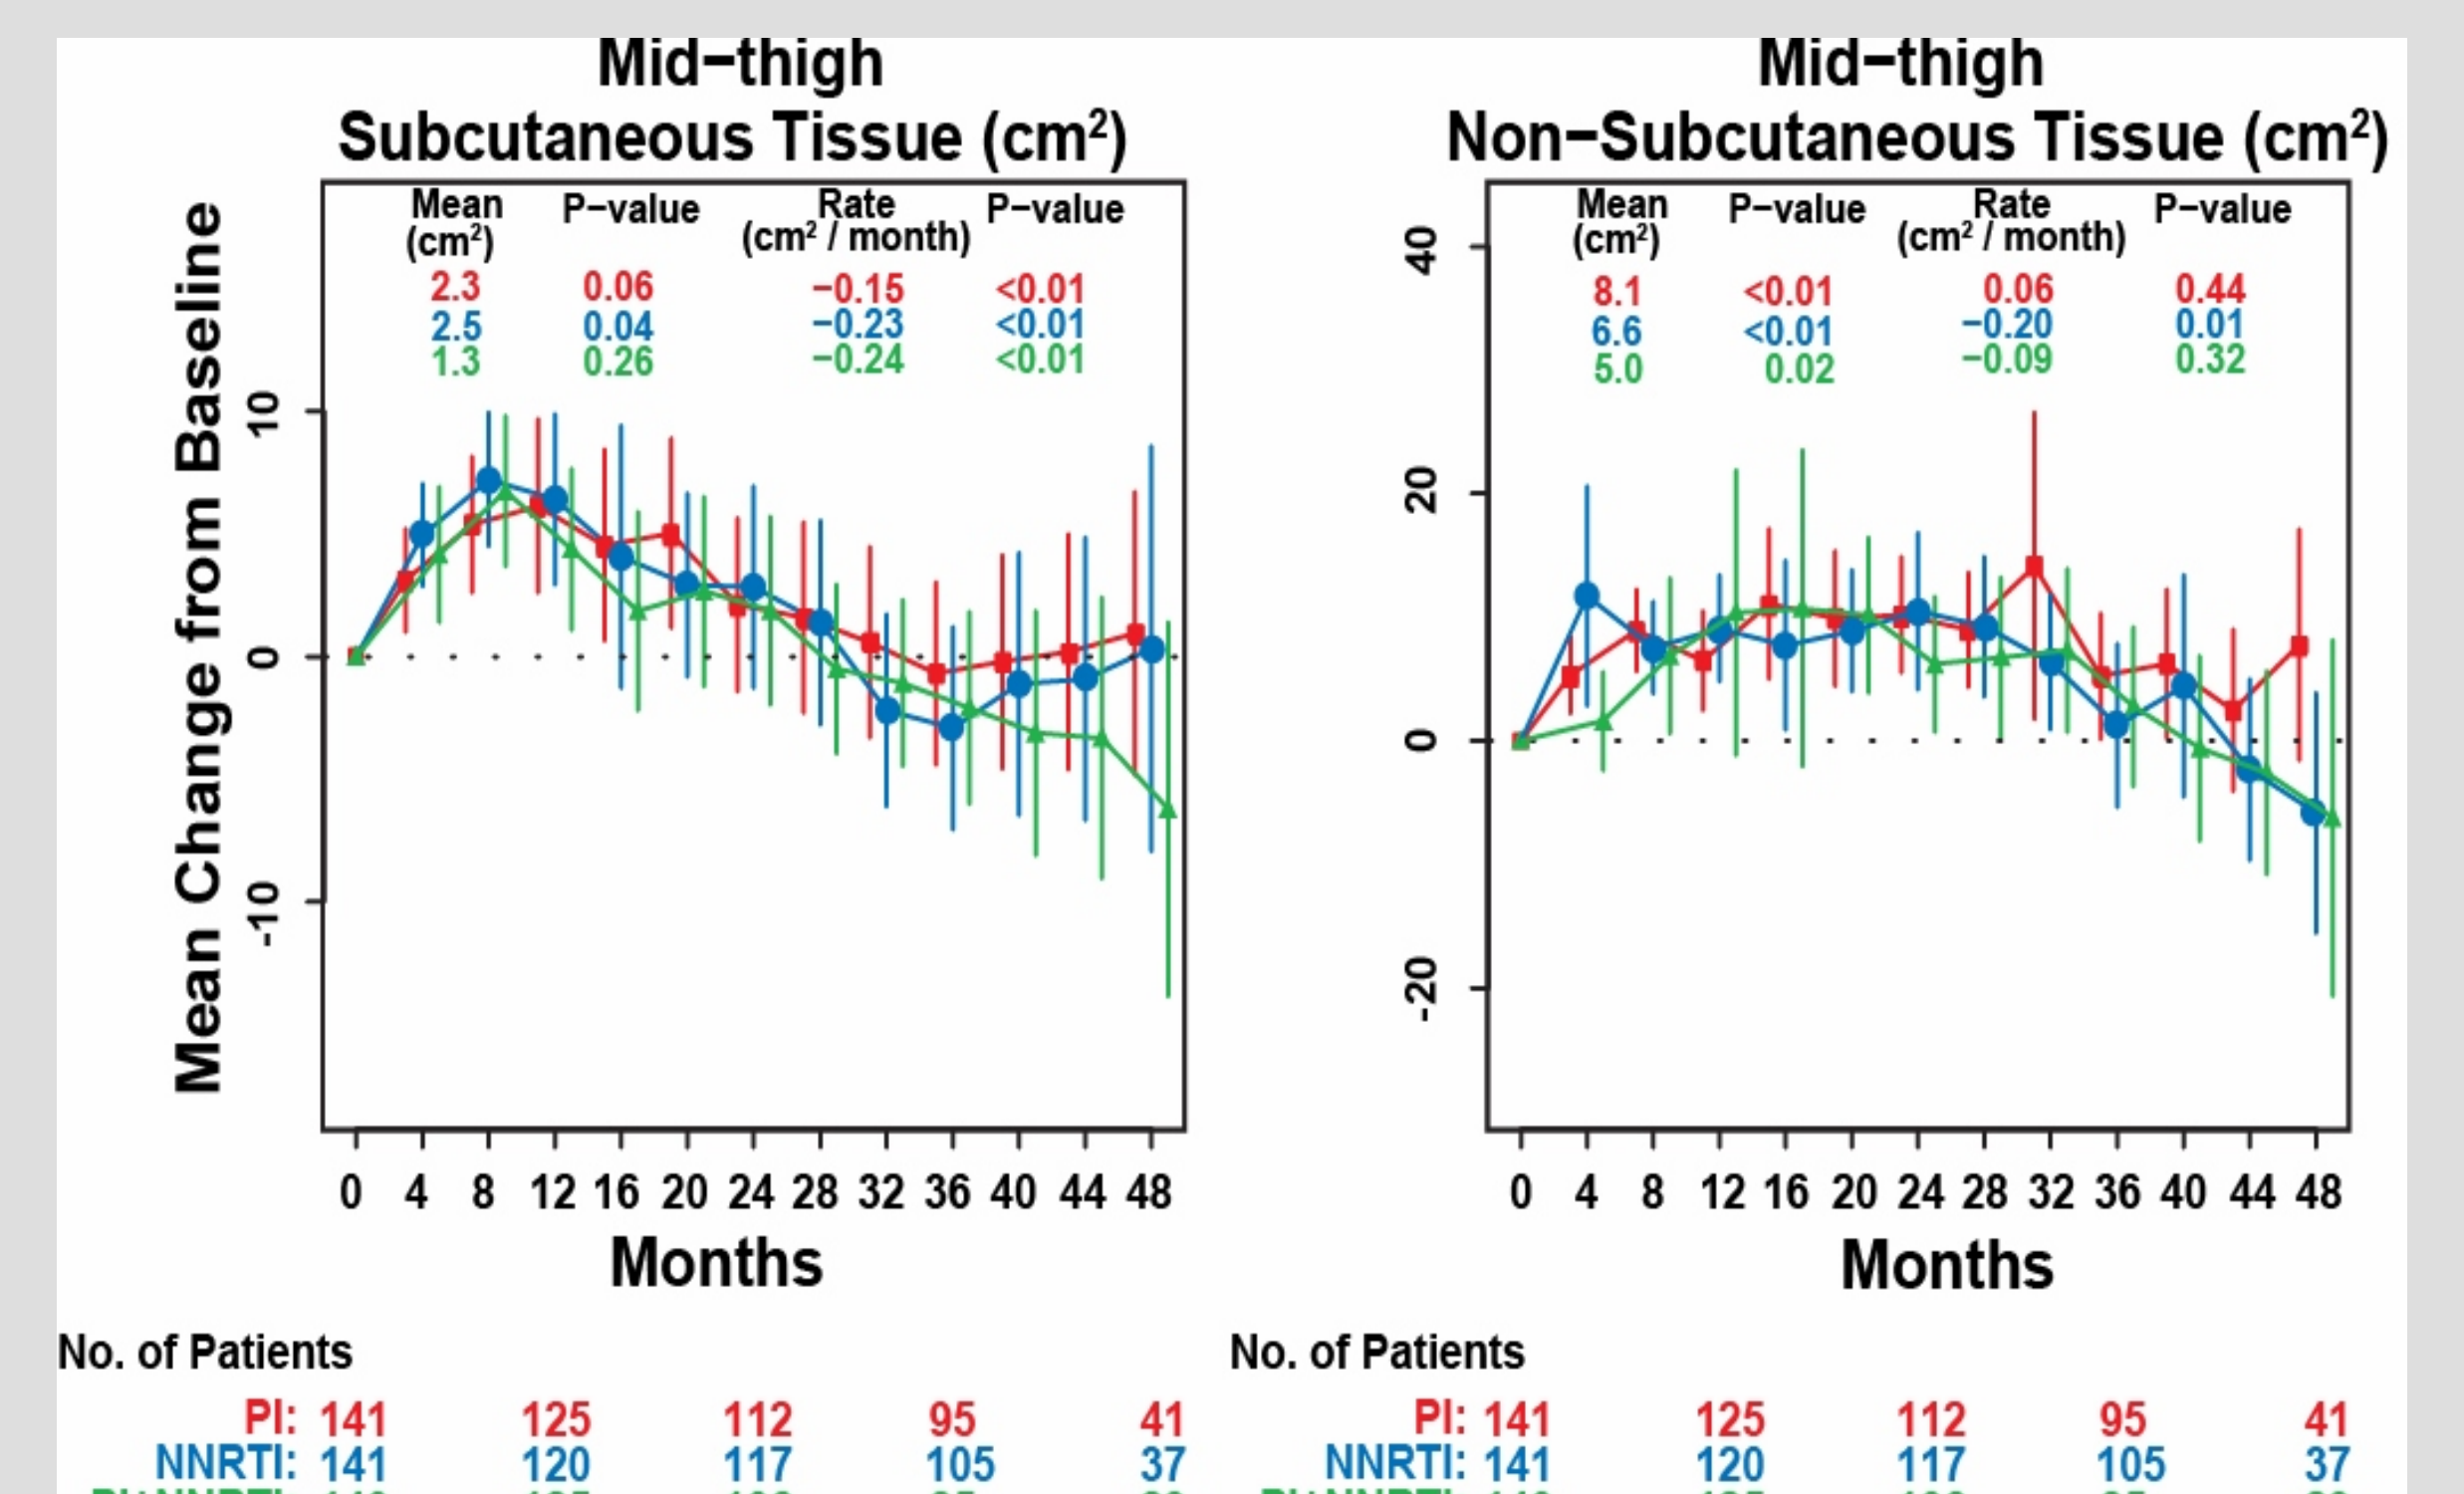 Mid−thigh
Subcutaneous Tissue (cm²)
Mean Change from Baseline
Mean (cm²) P−value Rate (cm² / month) P−value
2.3 0.06 −0.15 <0.01
2.5 0.04 −0.23 <0.01
1.3 0.26 −0.24 <0.01
10
0
-10
0 4 8 12 16 20 24 28 32 36 40 44 48
Months
No. of Patients
PI: 141 125 112 95 41
NNRTI: 141 120 117 105 37
Mid−thigh
Non−Subcutaneous Tissue (cm²)
Mean (cm²) P−value Rate (cm² / month) P−value
8.1 <0.01 0.06 0.44
6.6 <0.01 −0.20 0.01
5.0 0.02 −0.09 0.32
40
20
0
-20
0 4 8 12 16 20 24 28 32 36 40 44 48
Months
No. of Patients
PI: 141 125 112 95 41
NNRTI: 141 120 117 105 37